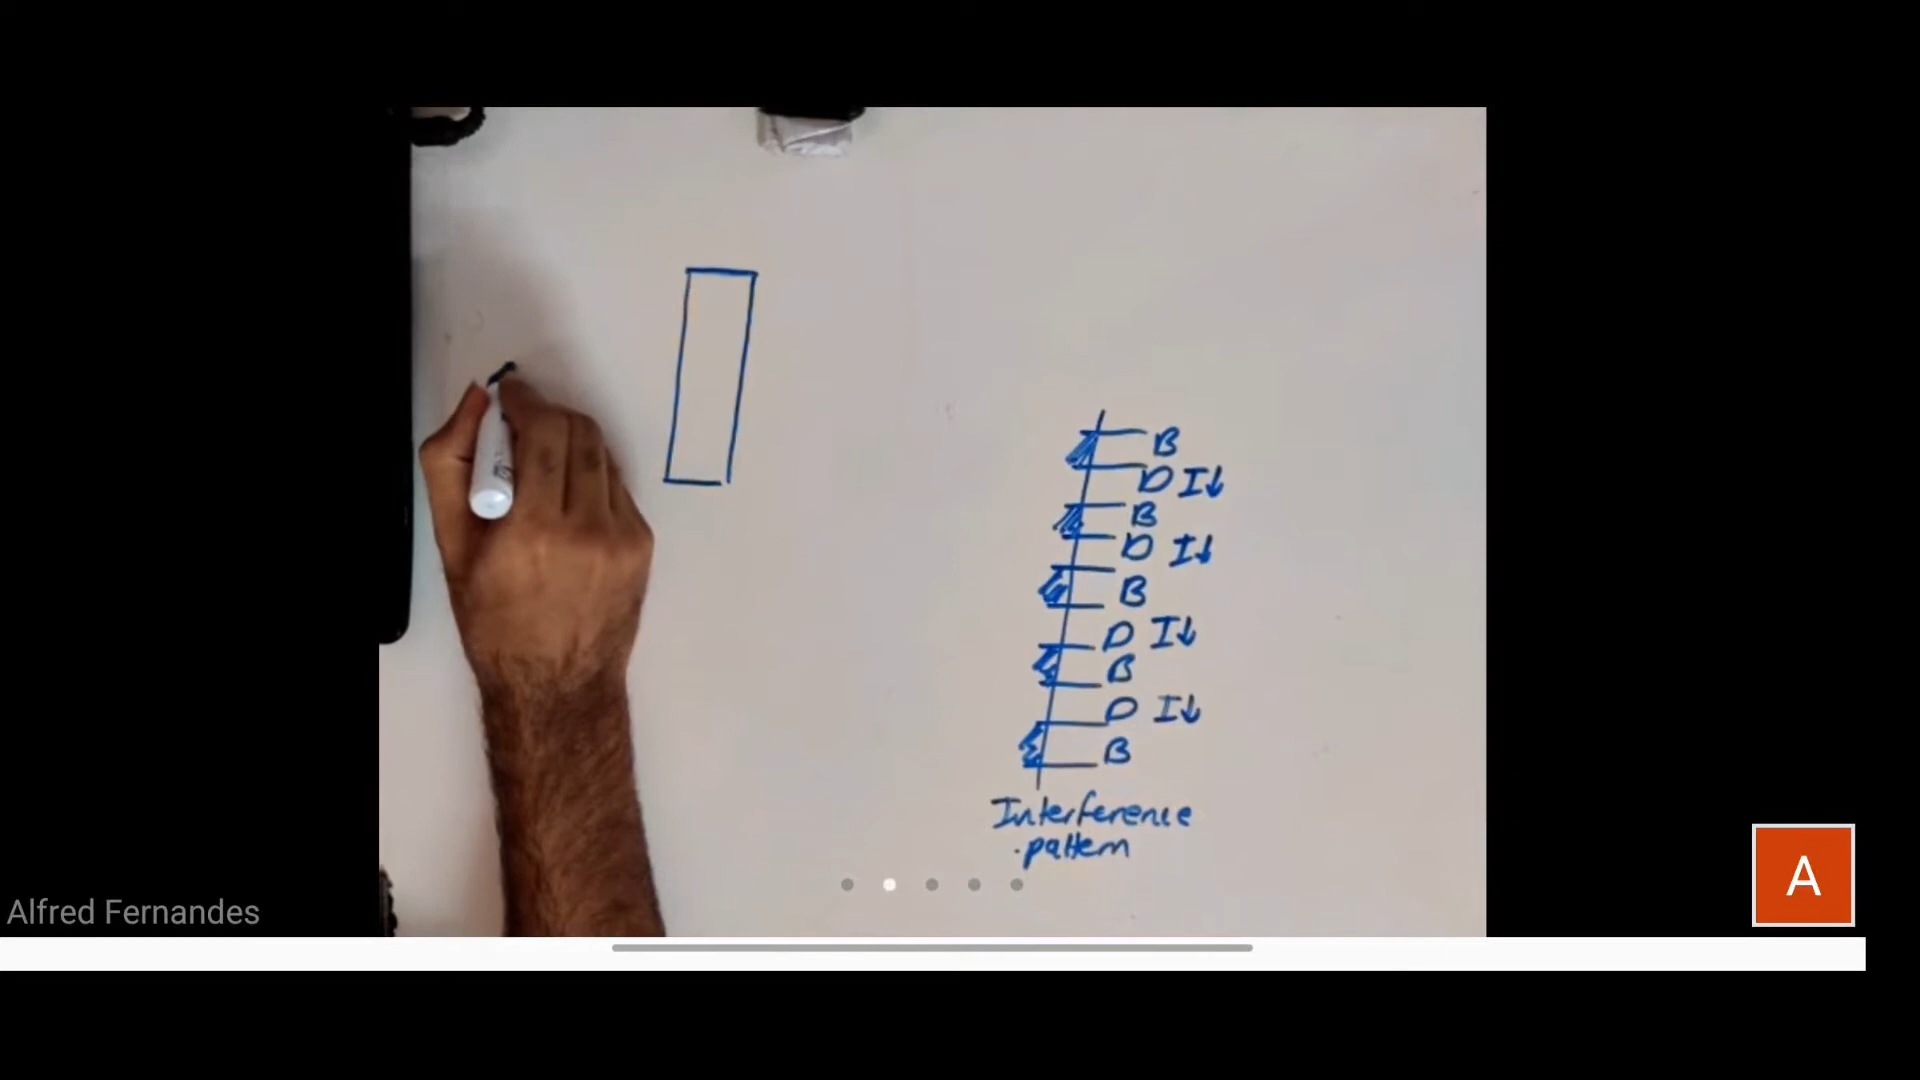 B
D I↓
B
D I↓
B
D I↓
B
D I↓
B
Interference
pattern
Alfred Fernandes
A